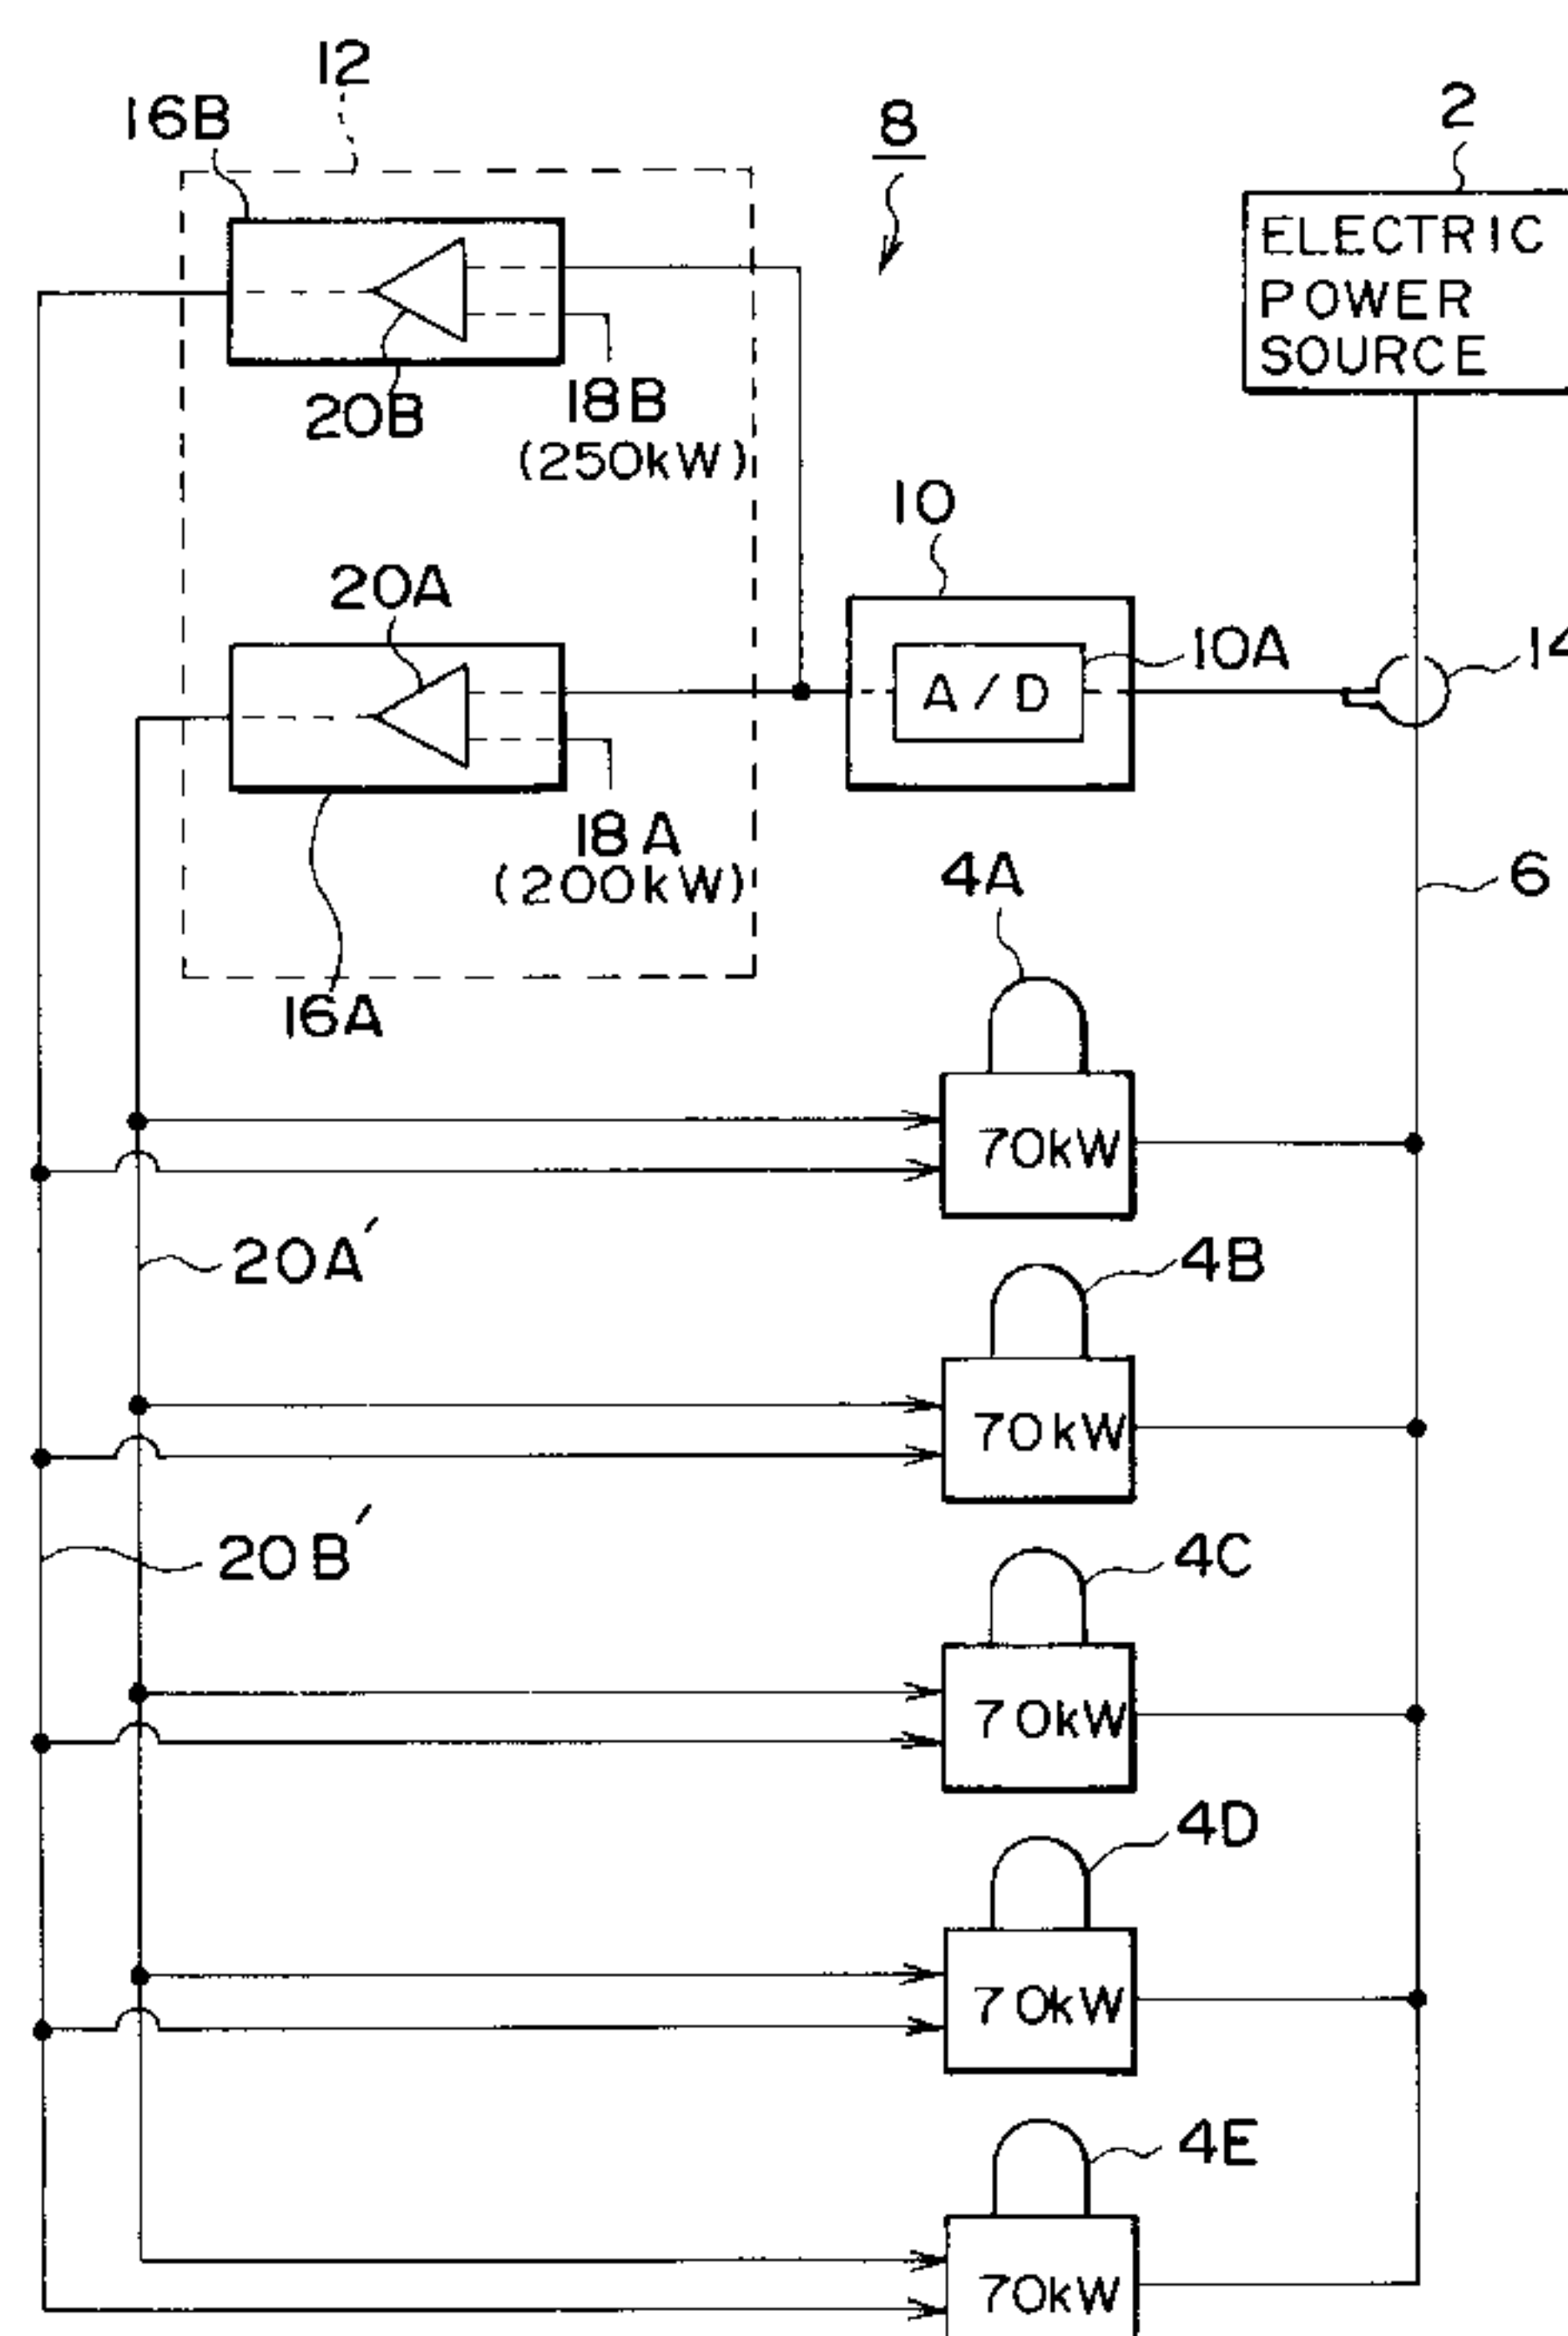 12
16B
8
2
ELECTRIC
POWER
SOURCE
20B
18B
(250kW)
10
20A
A/D
10A
14
18A
(200kW)
4A
6
16A
70kW
20A′
4B
70kW
20B′
4C
70kW
4D
70kW
4E
70kW